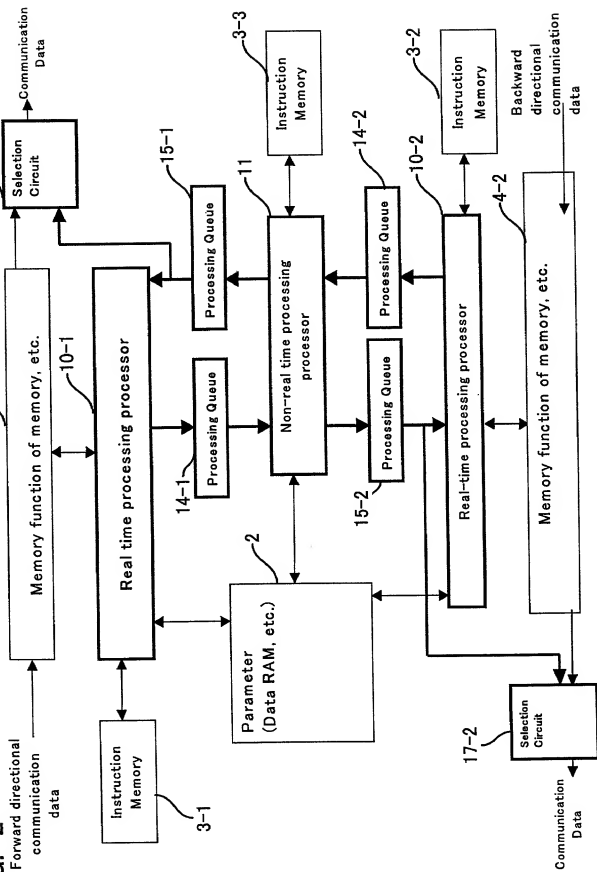 Forward directional
communication
data
Memory function of memory, etc.
Selection
Circuit
Communication
Data
10-1
Real time processing processor
Instruction
Memory
3-1
14-1
Processing Queue
Processing Queue
15-1
Parameter
(Data RAM, etc.)
2
Non-real time processing
processor
11
Instruction
Memory
3-3
15-2
Processing Queue
Processing Queue
14-2
Real-time processing processor
10-2
Instruction
Memory
3-2
Memory function of memory, etc.
4-2
Backward
directional
communication
data
17-2
Selection
Circuit
Communication
Data